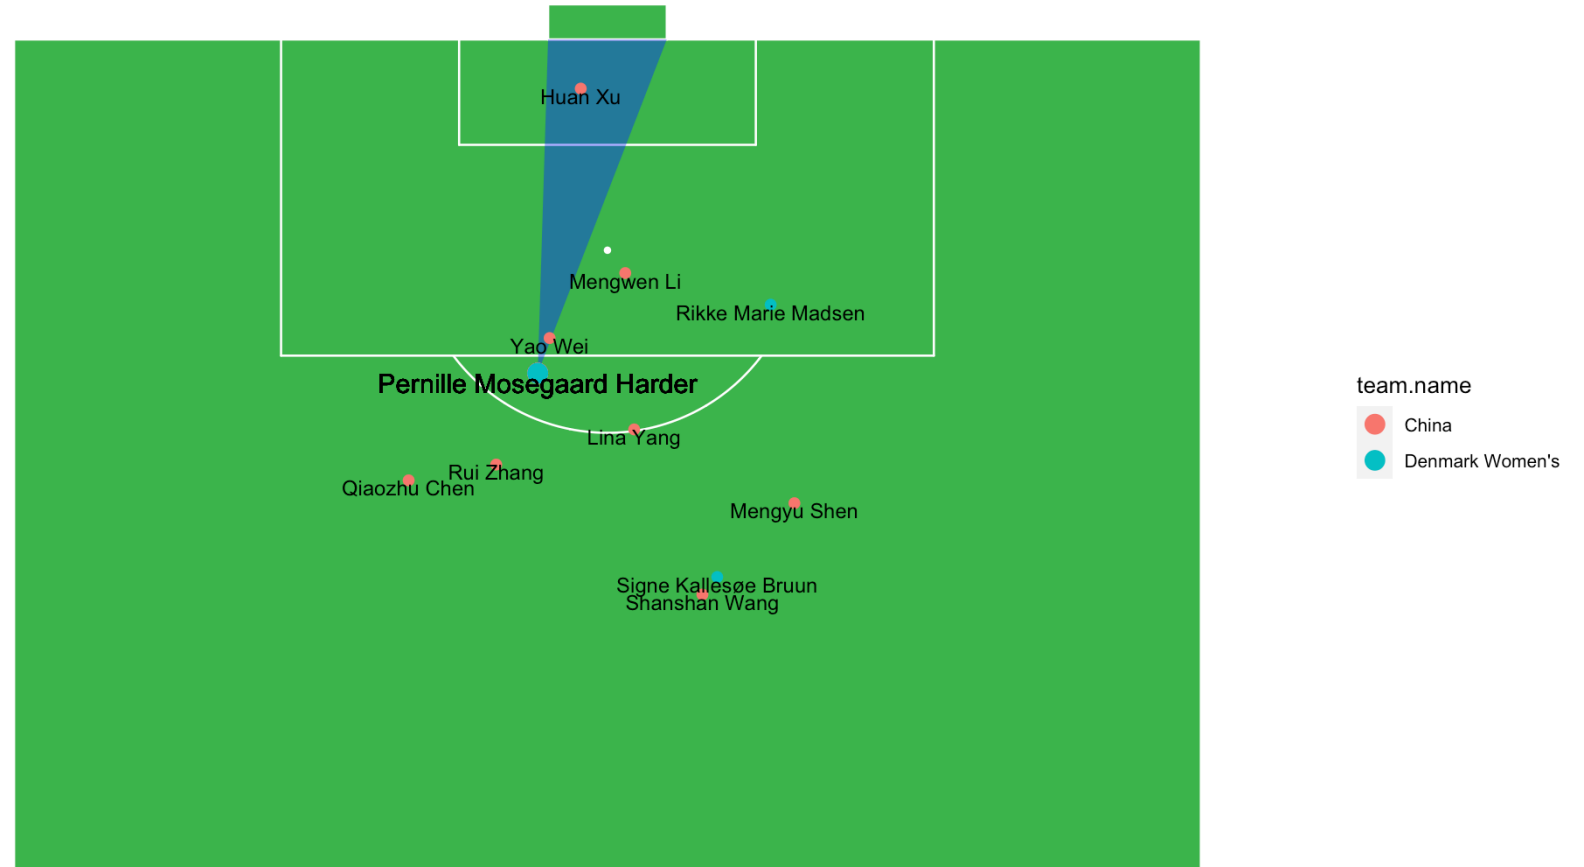 Huan Xu
Mengwen Li
Rikke Marie Madsen
Yao Wei
Pernille Mosegaard Harder
Lina Yang
Rui Zhang
Qiaozhu Chen
Mengyu Shen
Signe Kallesøe Bruun
Shanshan Wang
team.name
China
Denmark Women's